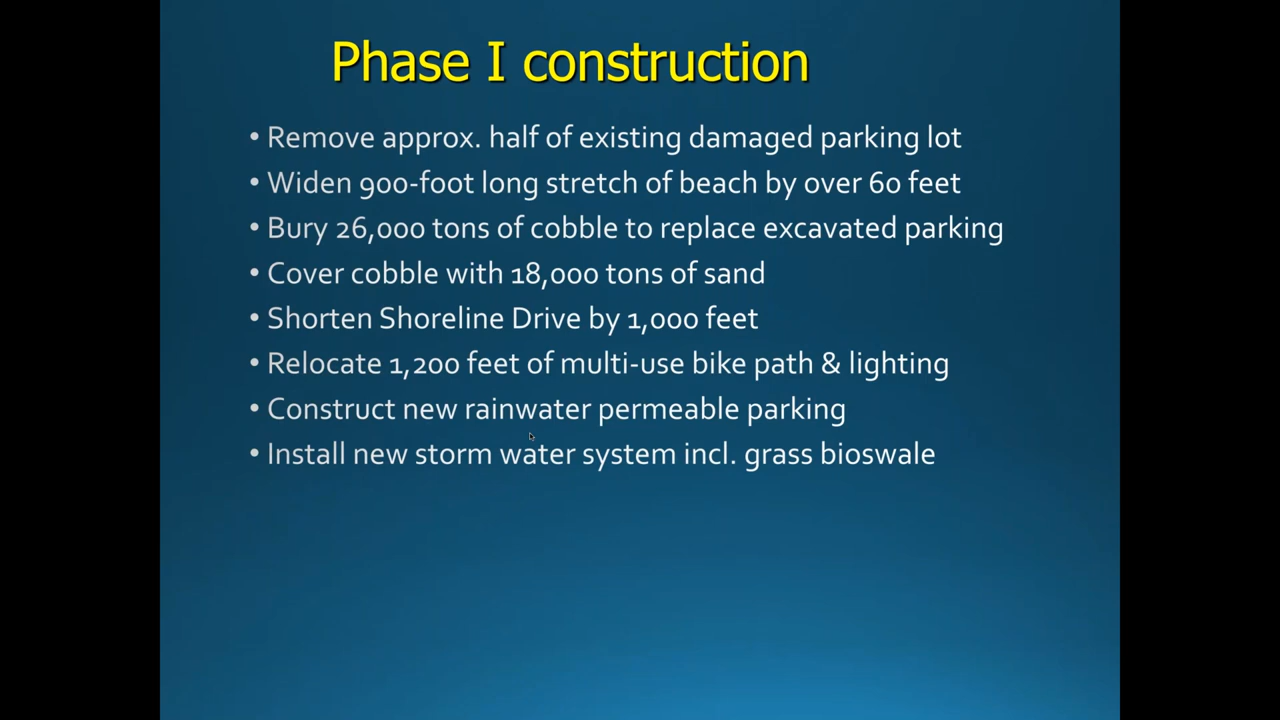 Phase I construction
• Remove approx. half of existing damaged parking lot
• Widen 900-foot long stretch of beach by over 60 feet
• Bury 26,000 tons of cobble to replace excavated parking
• Cover cobble with 18,000 tons of sand
• Shorten Shoreline Drive by 1,000 feet
• Relocate 1,200 feet of multi-use bike path & lighting
• Construct new rainwater permeable parking
• Install new storm water system incl. grass bioswale